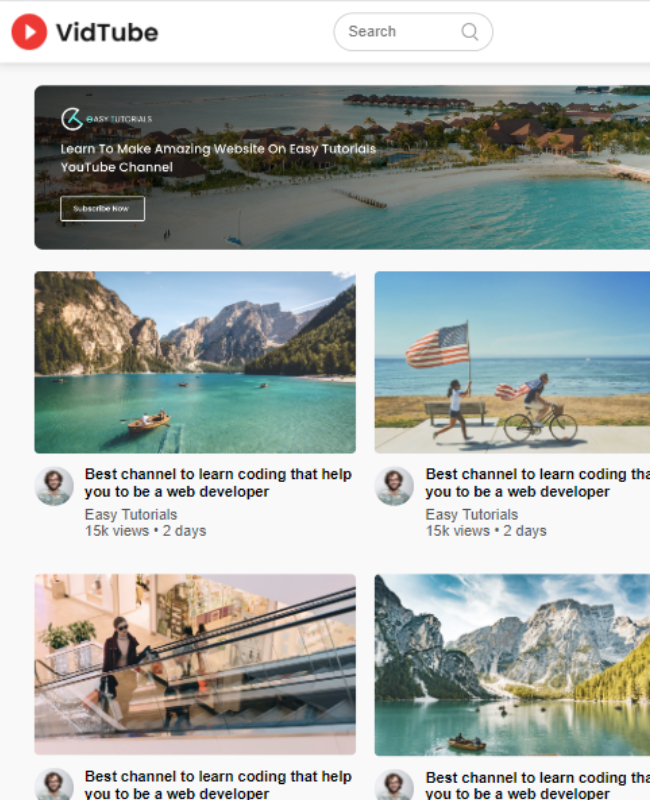 VidTube
Search
EASY TUTORIALS
Learn To Make Amazing Website On Easy Tutorials
YouTube Channel
Subscribe Now
Best channel to learn coding that help
you to be a web developer
Easy Tutorials
15k views • 2 days
Best channel to learn coding tha
you to be a web developer
Easy Tutorials
15k views • 2 days
Best channel to learn coding that help
you to be a web developer
Best channel to learn coding tha
you to be a web developer